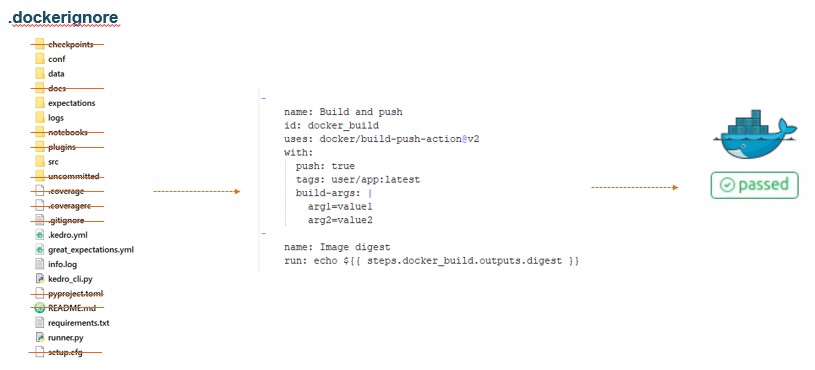 .dockerignore
checkpoints
conf
data
docs
expectations
logs
notebooks
plugins
src
uncommitted
.coverage
.coveragerc
.gitignore
.kedro.yml
great_expectations.yml
info.log
kedro_cli.py
pyproject.toml
README.md
requirements.txt
runner.py
setup.cfg
-
name: Build and push
id: docker_build
uses: docker/build-push-action@v2
with:
push: true
tags: user/app:latest
build-args: |
arg1=value1
arg2=value2
-
name: Image digest
run: echo ${{ steps.docker_build.outputs.digest }}
passed